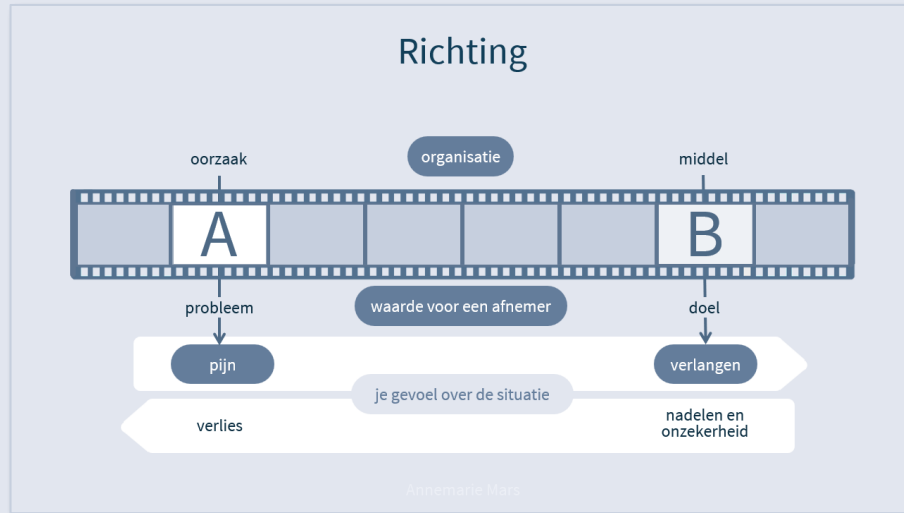 Richting
oorzaak
organisatie
middel
A
B
probleem
waarde voor een afnemer
doel
pijn
verlangen
je gevoel over de situatie
verlies
nadelen en
onzekerheid
Annemarie Mars